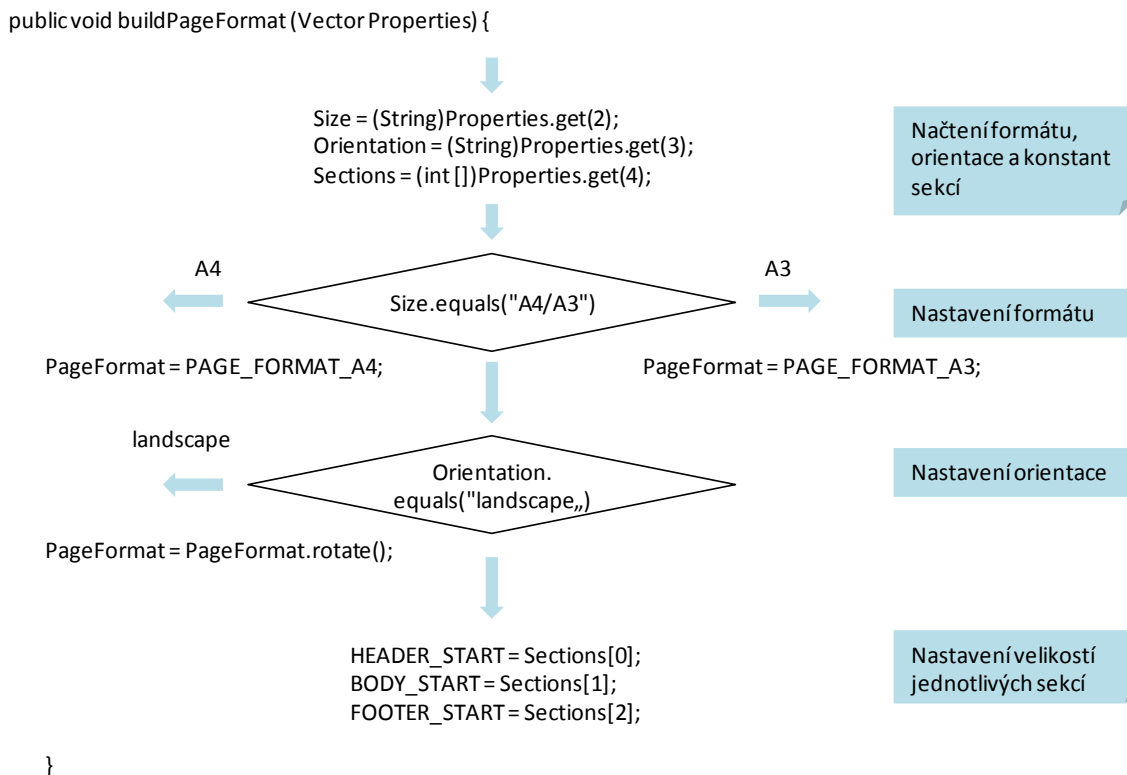 public void buildPageFormat (Vector Properties) {
Size = (String)Properties.get(2);
Orientation = (String)Properties.get(3);
Sections = (int [])Properties.get(4);
Načtení formátu,
orientace a konstant
sekcí
A4
A3
Size.equals("A4/A3")
Nastavení formátu
PageFormat = PAGE_FORMAT_A4;
PageFormat = PAGE_FORMAT_A3;
landscape
Orientation.
equals("landscape„)
Nastavení orientace
PageFormat = PageFormat.rotate();
HEADER_START = Sections[0];
BODY_START = Sections[1];
FOOTER_START = Sections[2];
Nastavení velikostí
jednotlivých sekcí
}